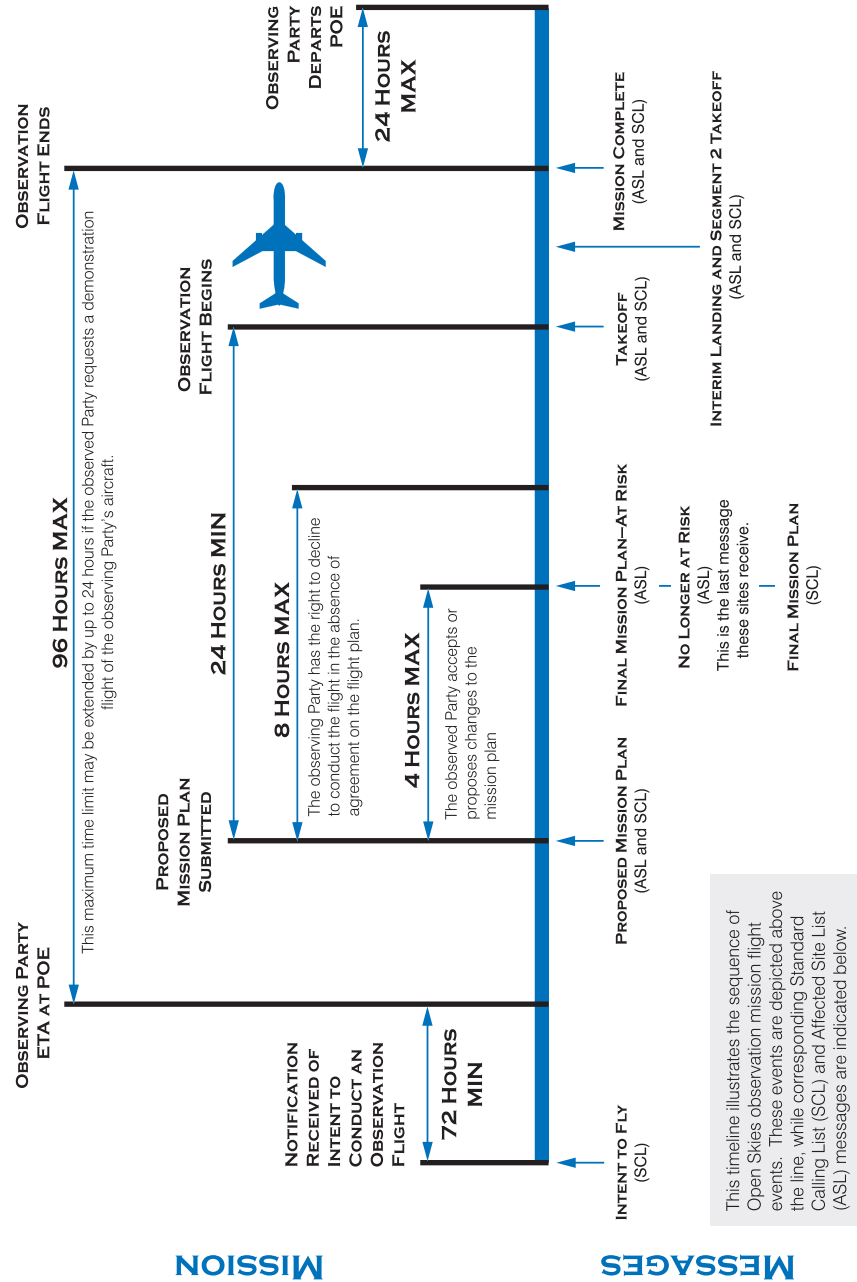 MISSION
OBSERVING PARTY
ETA AT POE
OBSERVATION
FLIGHT ENDS
96 HOURS MAX
This maximum time limit may be extended by up to 24 hours if the observed Party requests a demonstration
flight of the observing Party's aircraft.
PROPOSED
MISSION PLAN
SUBMITTED
OBSERVATION
FLIGHT BEGINS
24 HOURS MIN
OBSERVING
PARTY
DEPARTS
POE
24 HOURS
MAX
NOTIFICATION
RECEIVED OF
INTENT TO
CONDUCT AN
OBSERVATION
FLIGHT
72 HOURS
MIN
8 HOURS MAX
The observing Party has the right to decline
to conduct the flight in the absence of
agreement on the flight plan.
4 HOURS MAX
The observed Party accepts or
proposes changes to the
mission plan
MESSAGES
INTENT TO FLY
(SCL)
PROPOSED MISSION PLAN
(ASL and SCL)
FINAL MISSION PLAN—AT RISK
(ASL)
NO LONGER AT RISK
(ASL)
This is the last message
these sites receive.
FINAL MISSION PLAN
(SCL)
TAKEOFF
(ASL and SCL)
INTERIM LANDING AND SEGMENT 2 TAKEOFF
(ASL and SCL)
MISSION COMPLETE
(ASL and SCL)
This timeline illustrates the sequence of
Open Skies observation mission flight
events. These events are depicted above
the line, while corresponding Standard
Calling List (SCL) and Affected Site List
(ASL) messages are indicated below.